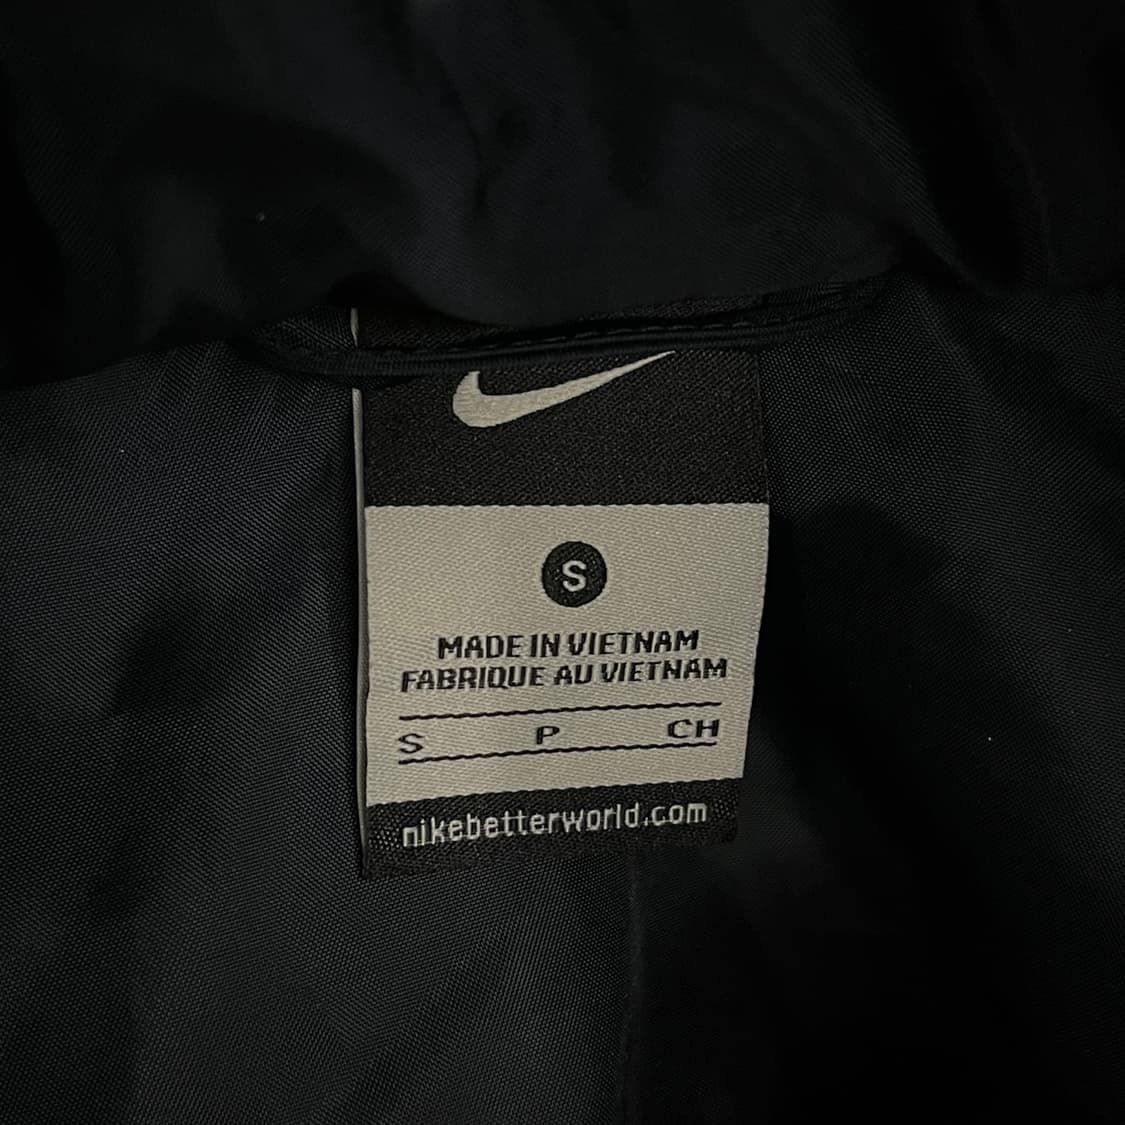 S
MADE IN VIETNAM
FABRIQUE AU VIETNAM
S P CH
nikebetterworld.com